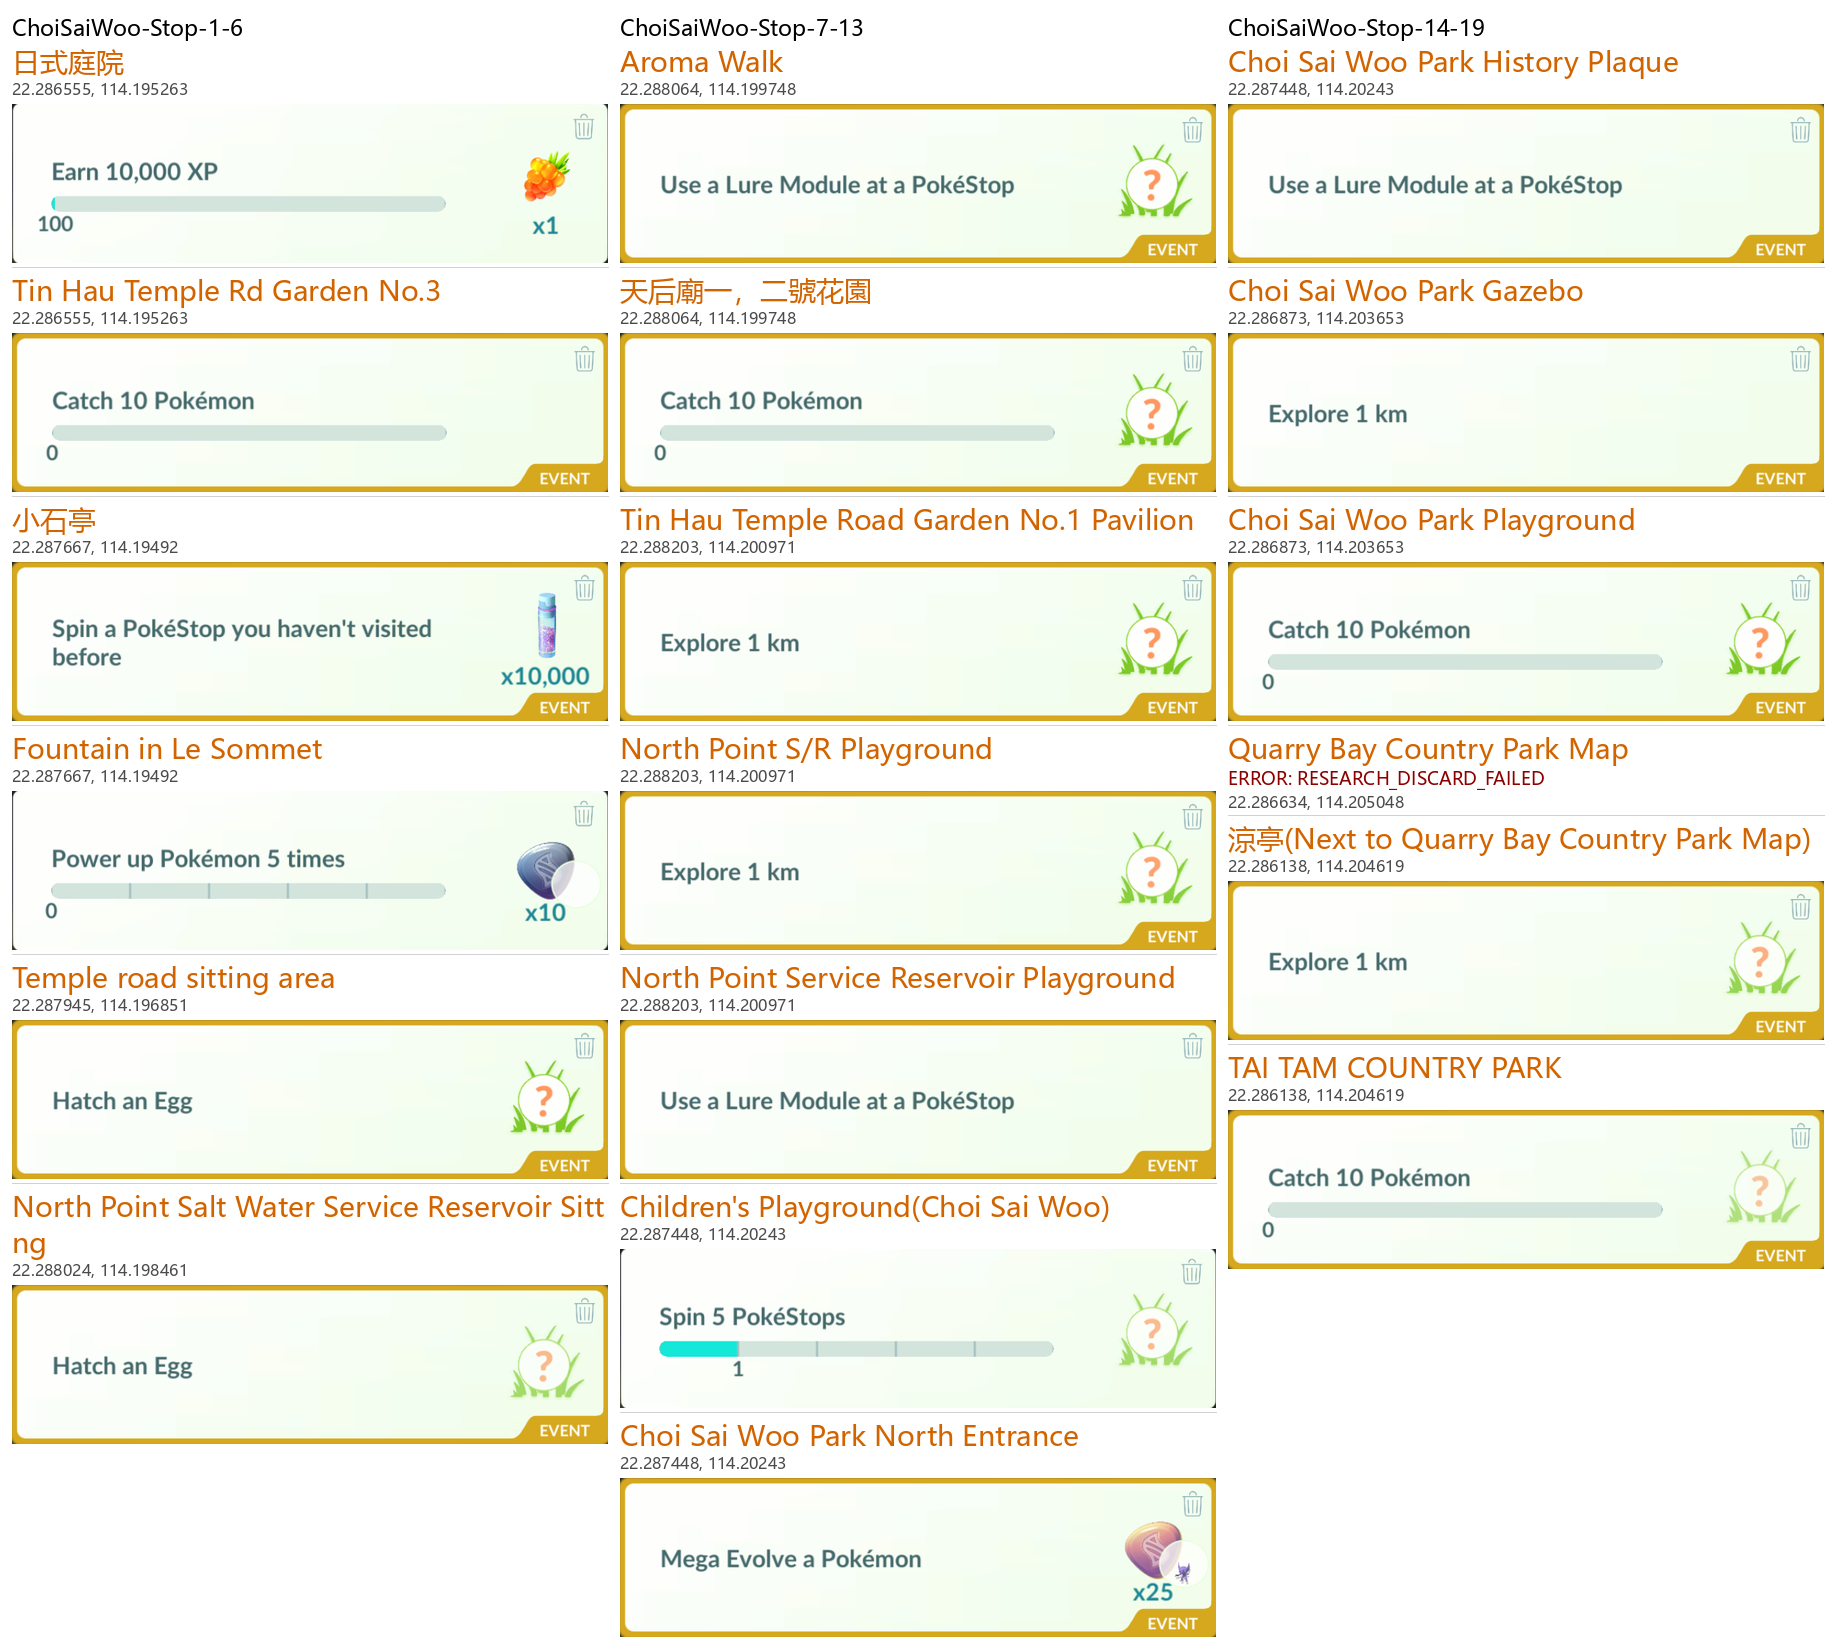 ChoiSaiWoo-Stop-1-6
日式庭院
22.286555, 114.195263
Earn 10,000 XP
100
x1
Tin Hau Temple Rd Garden No.3
22.286555, 114.195263
Catch 10 Pokémon
0
EVENT
小石亭
22.287667, 114.19492
Spin a PokéStop you haven't visited
before
x10,000
EVENT
Fountain in Le Sommet
22.287667, 114.19492
Power up Pokémon 5 times
0
x10
Temple road sitting area
22.287945, 114.196851
Hatch an Egg
?
EVENT
North Point Salt Water Service Reservoir Sitt
ng
22.288024, 114.198461
Hatch an Egg
?
EVENT
ChoiSaiWoo-Stop-7-13
Aroma Walk
22.288064, 114.199748
Use a Lure Module at a PokéStop
?
EVENT
天后廟一，二號花園
22.288064, 114.199748
Catch 10 Pokémon
0
?
EVENT
Tin Hau Temple Road Garden No.1 Pavilion
22.288203, 114.200971
Explore 1 km
?
EVENT
North Point S/R Playground
22.288203, 114.200971
Explore 1 km
?
EVENT
North Point Service Reservoir Playground
22.288203, 114.200971
Use a Lure Module at a PokéStop
EVENT
Children's Playground(Choi Sai Woo)
22.287448, 114.20243
Spin 5 PokéStops
1
?
Choi Sai Woo Park North Entrance
22.287448, 114.20243
Mega Evolve a Pokémon
x25
EVENT
ChoiSaiWoo-Stop-14-19
Choi Sai Woo Park History Plaque
22.287448, 114.20243
Use a Lure Module at a PokéStop
EVENT
Choi Sai Woo Park Gazebo
22.286873, 114.203653
Explore 1 km
EVENT
Choi Sai Woo Park Playground
22.286873, 114.203653
Catch 10 Pokémon
0
?
EVENT
Quarry Bay Country Park Map
ERROR: RESEARCH_DISCARD_FAILED
22.286634, 114.205048
涼亭(Next to Quarry Bay Country Park Map)
22.286138, 114.204619
Explore 1 km
?
EVENT
TAI TAM COUNTRY PARK
22.286138, 114.204619
Catch 10 Pokémon
0
?
EVENT